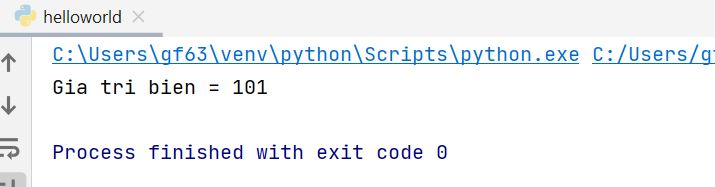 helloworld
C:\Users\gf63\venv\python\Scripts\python.exe C:/Users/gf
Gia tri bien = 101
Process finished with exit code 0